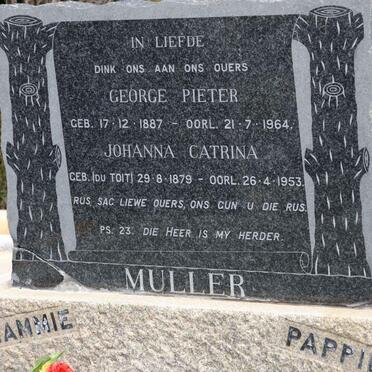 IN LIEFDE
DINK ONS AAN ONS OUERS
GEORGE PIETER
GEB. 17·12·1887 – OORL. 21·7·1964.
JOHANNA CATRINA
GEB. (DU TOIT) 29·8·1879 – OORL. 26·4·1953.
RUS SAG LIEWE OUERS, ONS GUN U DIE RUS.
PS. 23. DIE HEER IS MY HERDER.
MULLER
AMMIE
PAPPIE